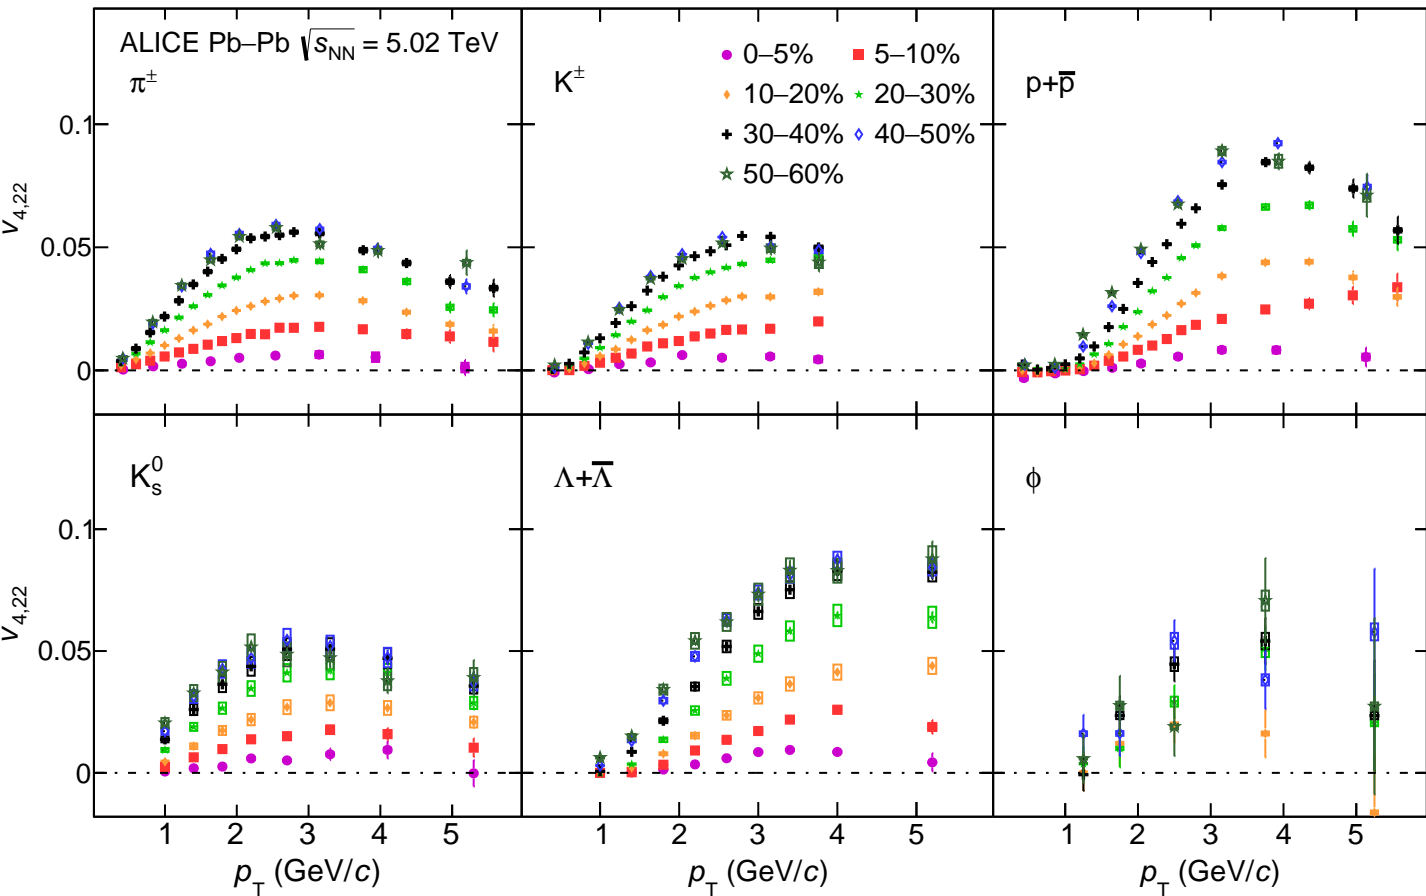 ALICE Pb–Pb √sNN = 5.02 TeV
π±
K±
p+p̅
0–5%
5–10%
10–20%
20–30%
30–40%
40–50%
50–60%
0.1
0.05
0
v4,22
K0s
Λ+Λ̅
ϕ
0.1
0.05
0
v4,22
1 2 3 4 5
1 2 3 4 5
1 2 3 4 5
pT (GeV/c)
pT (GeV/c)
pT (GeV/c)